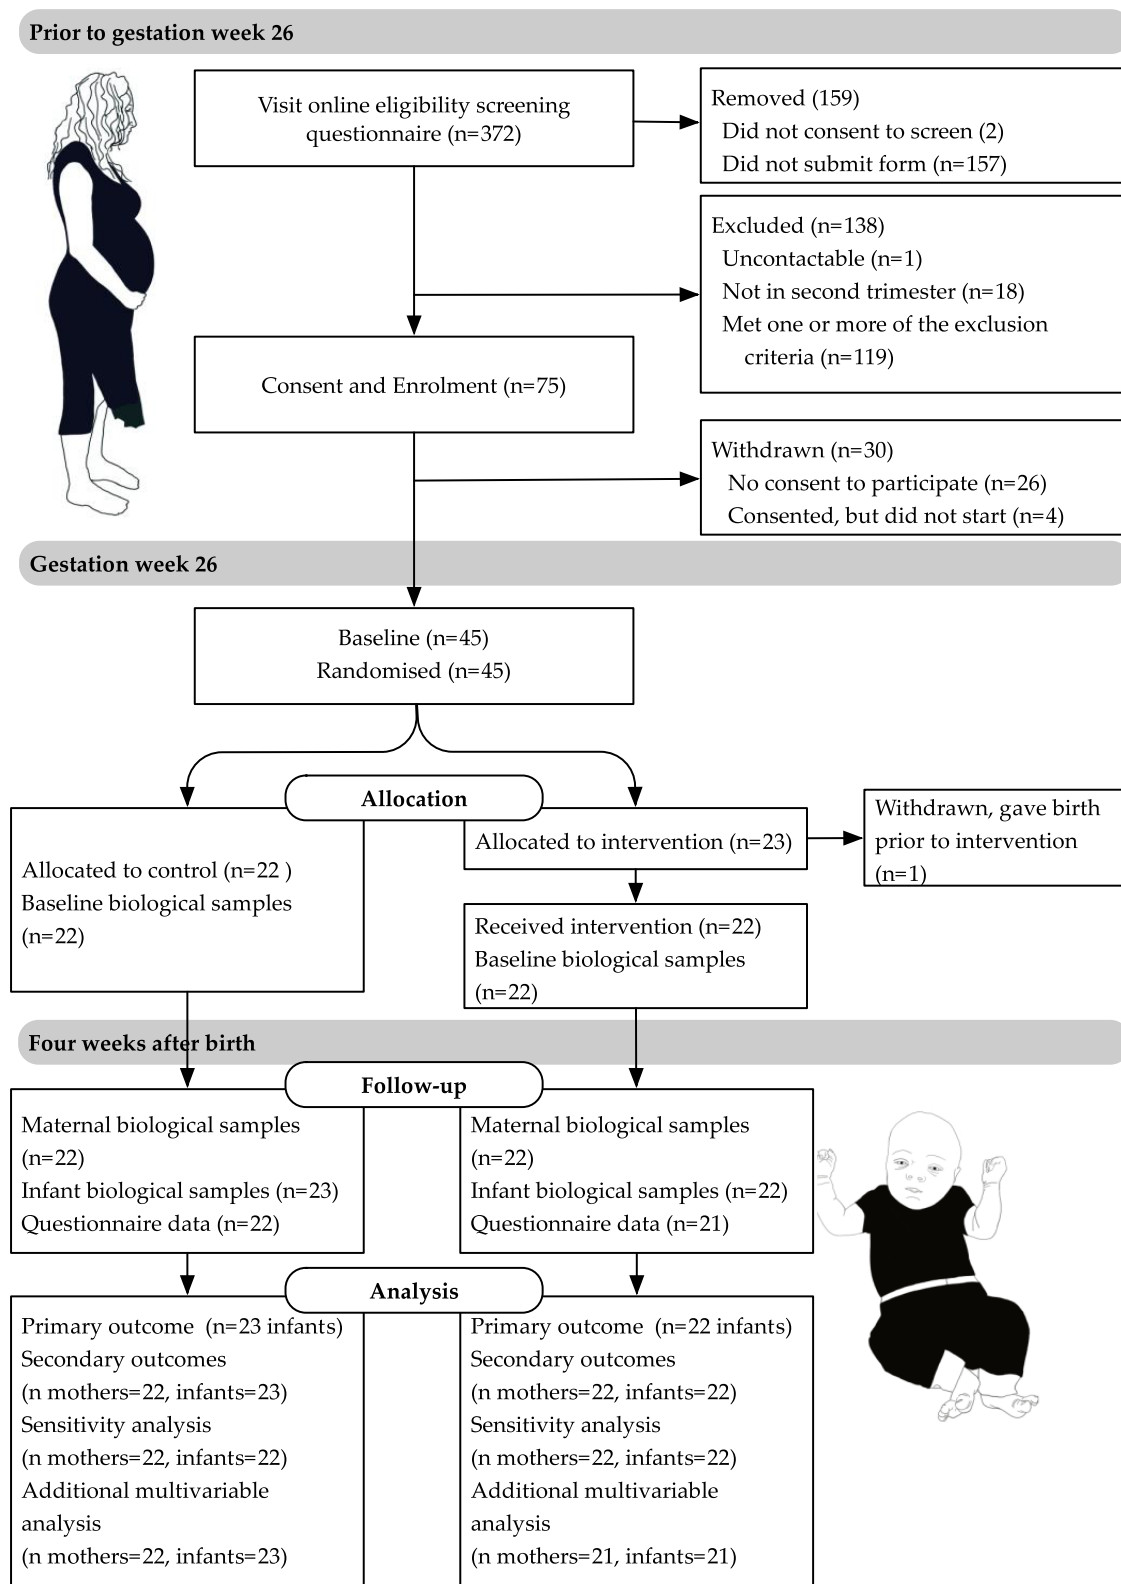 Prior to gestation week 26
Visit online eligibility screening
questionnaire (n=372)
Removed (159)
Did not consent to screen (2)
Did not submit form (n=157)
Excluded (n=138)
Uncontactable (n=1)
Not in second trimester (n=18)
Met one or more of the exclusion
criteria (n=119)
Consent and Enrolment (n=75)
Withdrawn (n=30)
No consent to participate (n=26)
Consented, but did not start (n=4)
Gestation week 26
Baseline (n=45)
Randomised (n=45)
Allocation
Allocated to control (n=22 )
Baseline biological samples
(n=22)
Allocated to intervention (n=23)
Withdrawn, gave birth
prior to intervention
(n=1)
Received intervention (n=22)
Baseline biological samples
(n=22)
Four weeks after birth
Follow-up
Maternal biological samples
(n=22)
Infant biological samples (n=23)
Questionnaire data (n=22)
Maternal biological samples
(n=22)
Infant biological samples (n=22)
Questionnaire data (n=21)
Analysis
Primary outcome  (n=23 infants)
Secondary outcomes
(n mothers=22, infants=23)
Sensitivity analysis
(n mothers=22, infants=22)
Additional multivariable
analysis
(n mothers=22, infants=23)
Primary outcome  (n=22 infants)
Secondary outcomes
(n mothers=22, infants=22)
Sensitivity analysis
(n mothers=22, infants=22)
Additional multivariable
analysis
(n mothers=21, infants=21)